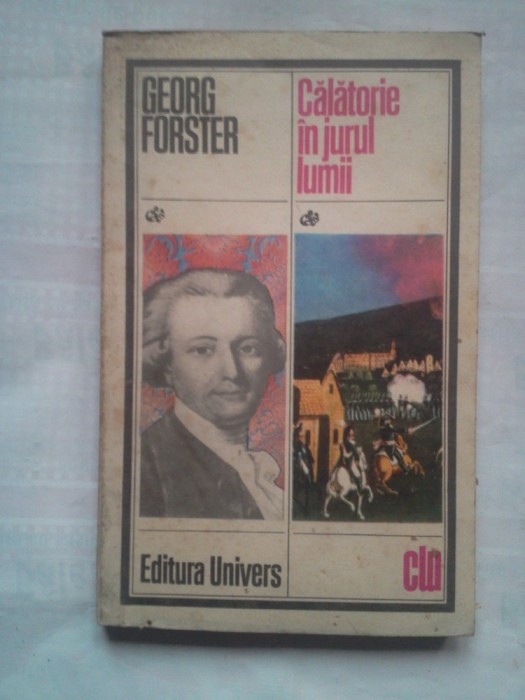 GEORG
FORSTER
Călătorie
în jurul
lumii
Editura Univers
clu